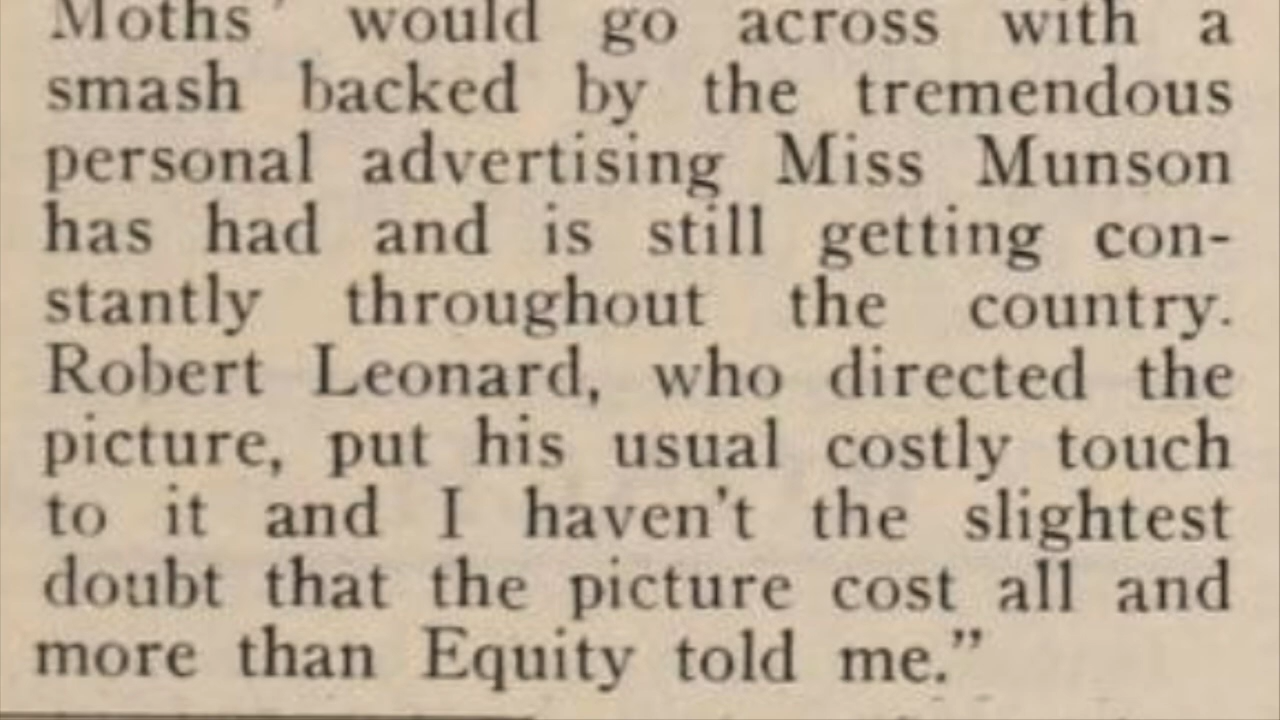 Moths' would go across with a
smash backed by the tremendous
personal advertising Miss Munson
has had and is still getting con-
stantly throughout the country.
Robert Leonard, who directed the
picture, put his usual costly touch
to it and I haven't the slightest
doubt that the picture cost all and
more than Equity told me.”